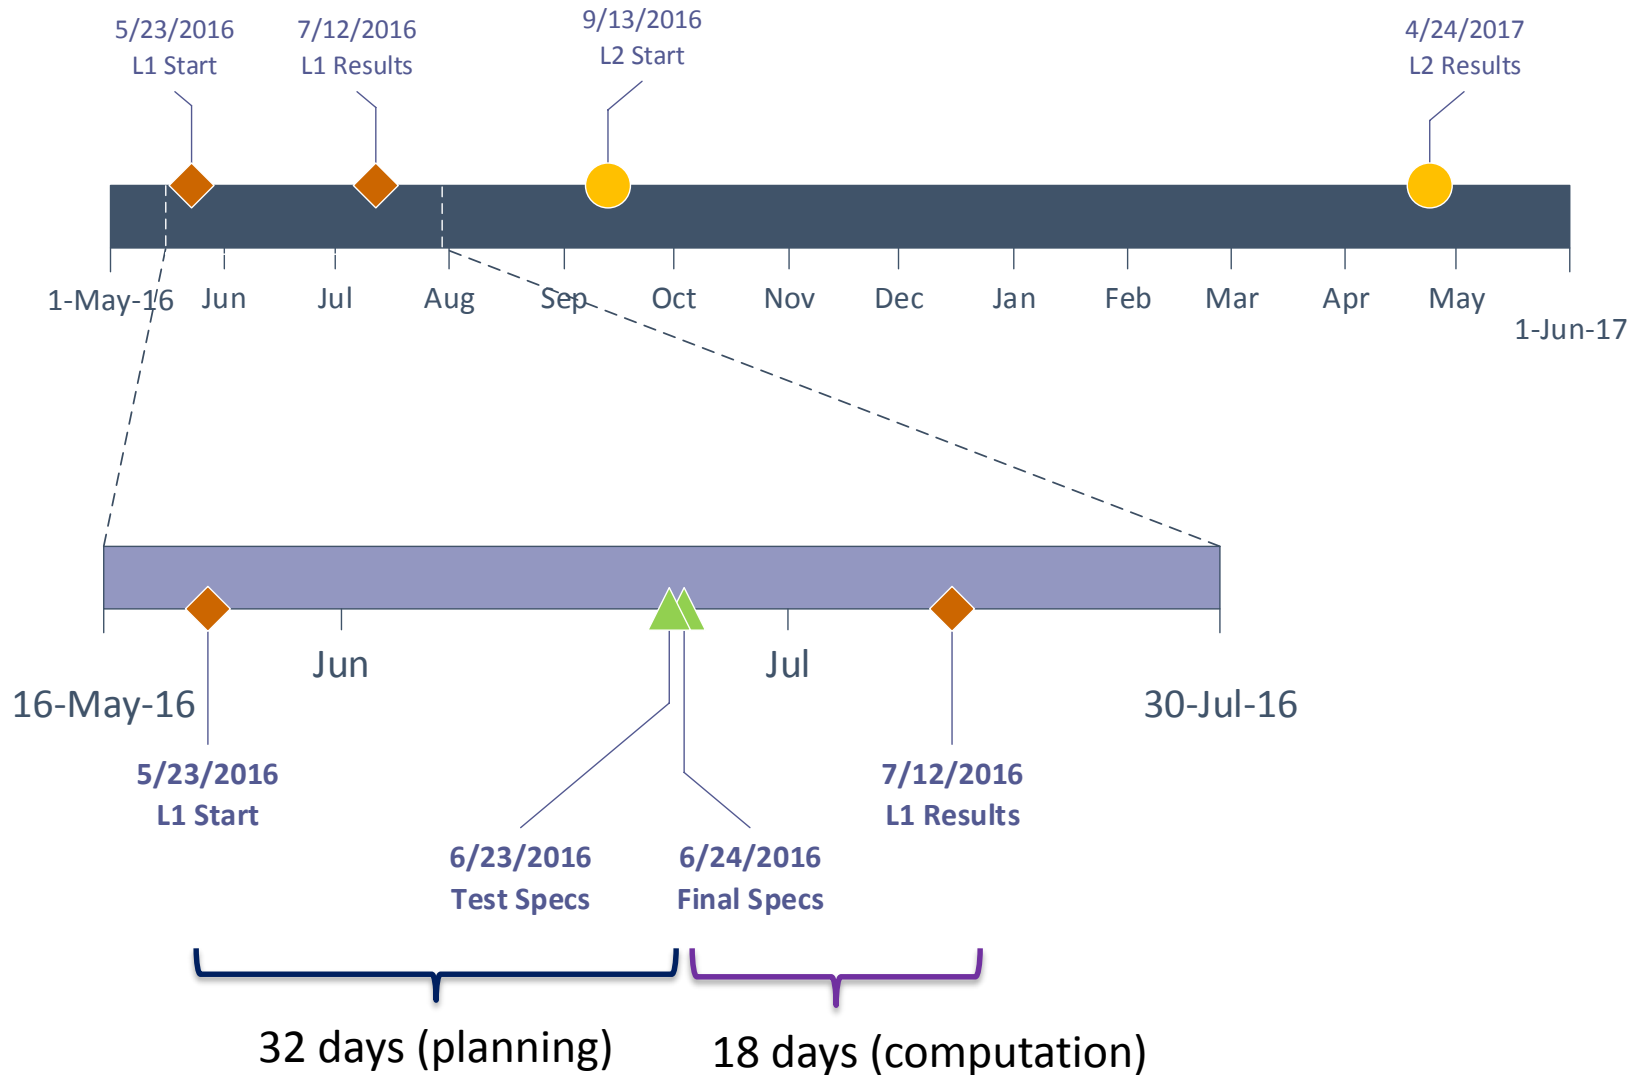 5/23/2016
L1 Start
7/12/2016
L1 Results
9/13/2016
L2 Start
4/24/2017
L2 Results
1-May-16
Jun
Jul
Aug
Sep
Oct
Nov
Dec
Jan
Feb
Mar
Apr
May
1-Jun-17
Jun
Jul
16-May-16
30-Jul-16
5/23/2016
L1 Start
7/12/2016
L1 Results
6/23/2016
Test Specs
6/24/2016
Final Specs
32 days (planning)
18 days (computation)